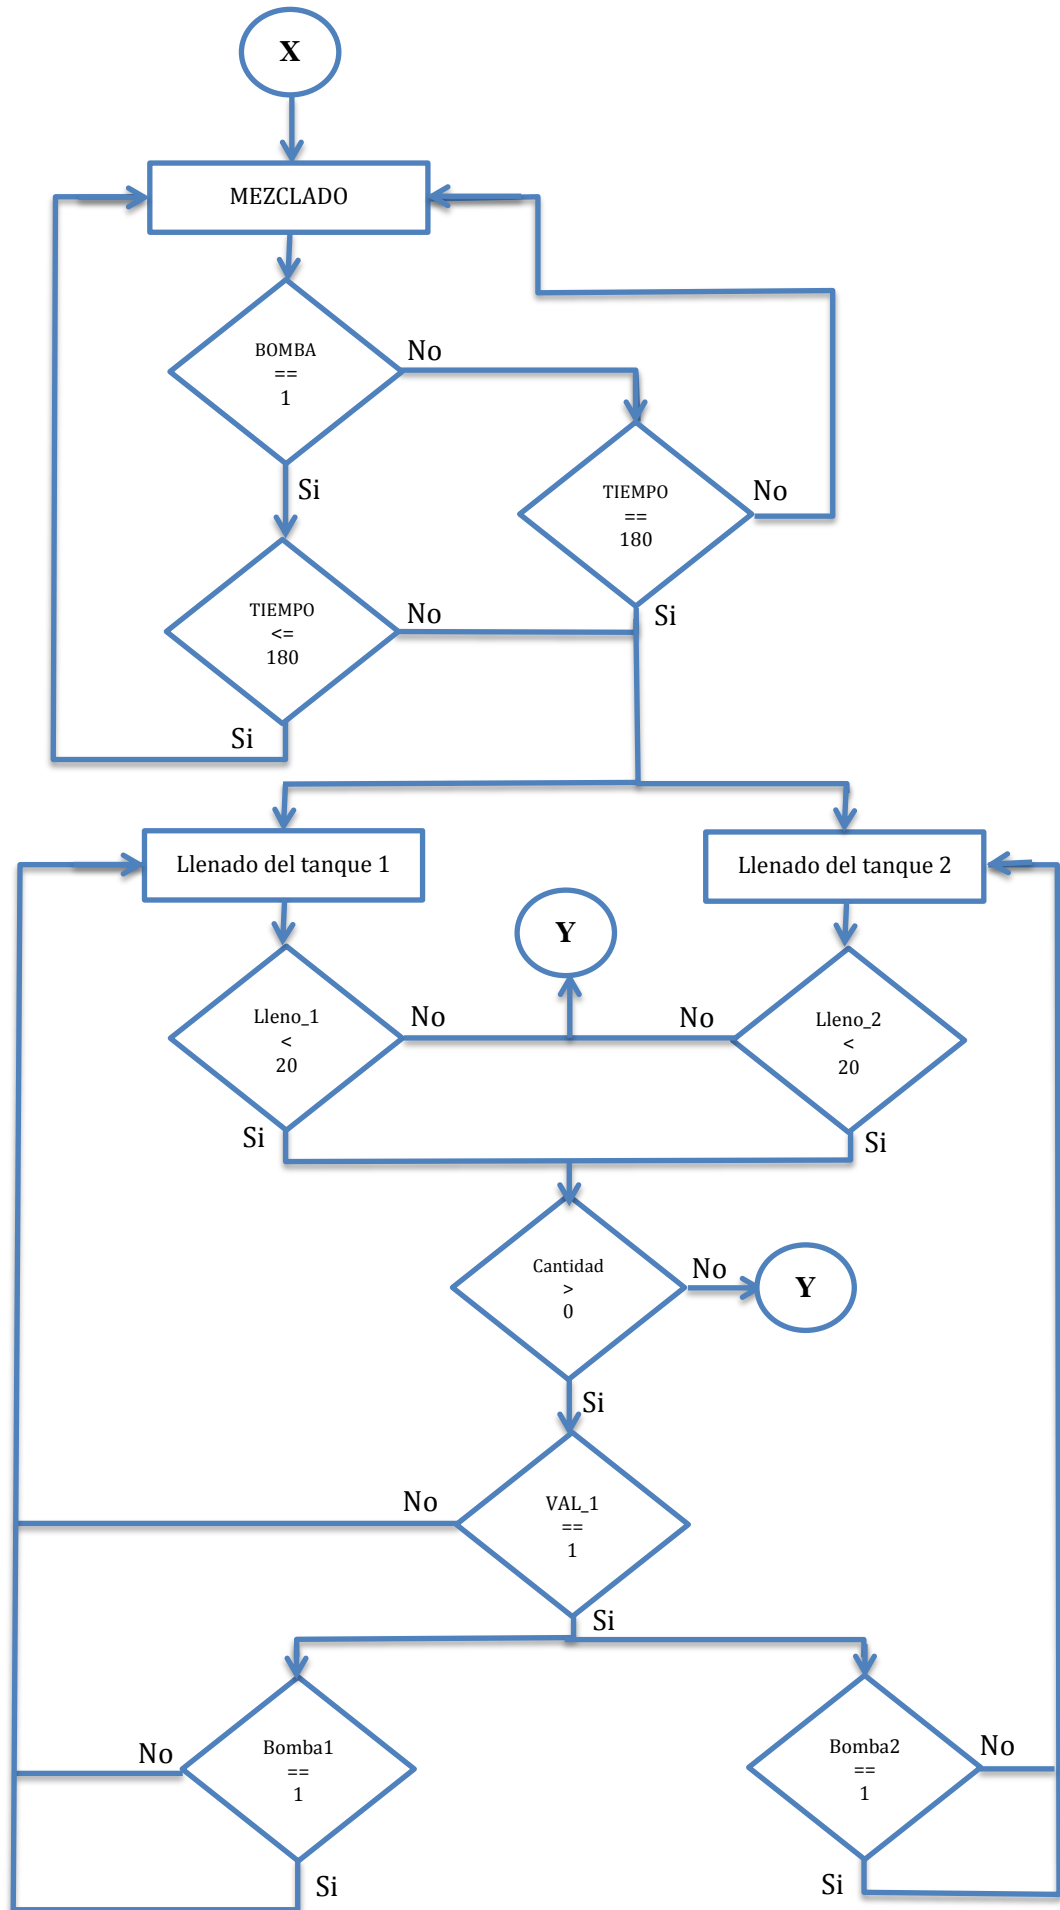 X
MEZCLADO
BOMBA
==
1
No
Si
TIEMPO
==
180
No
Si
TIEMPO
<=
180
No
Si
Llenado del tanque 1
Llenado del tanque 2
Y
Lleno_1
<
20
No
No
Lleno_2
<
20
Si
Si
Cantidad
>
0
No
Y
Si
VAL_1
==
1
No
Si
Bomba1
==
1
No
Bomba2
==
1
No
Si
Si